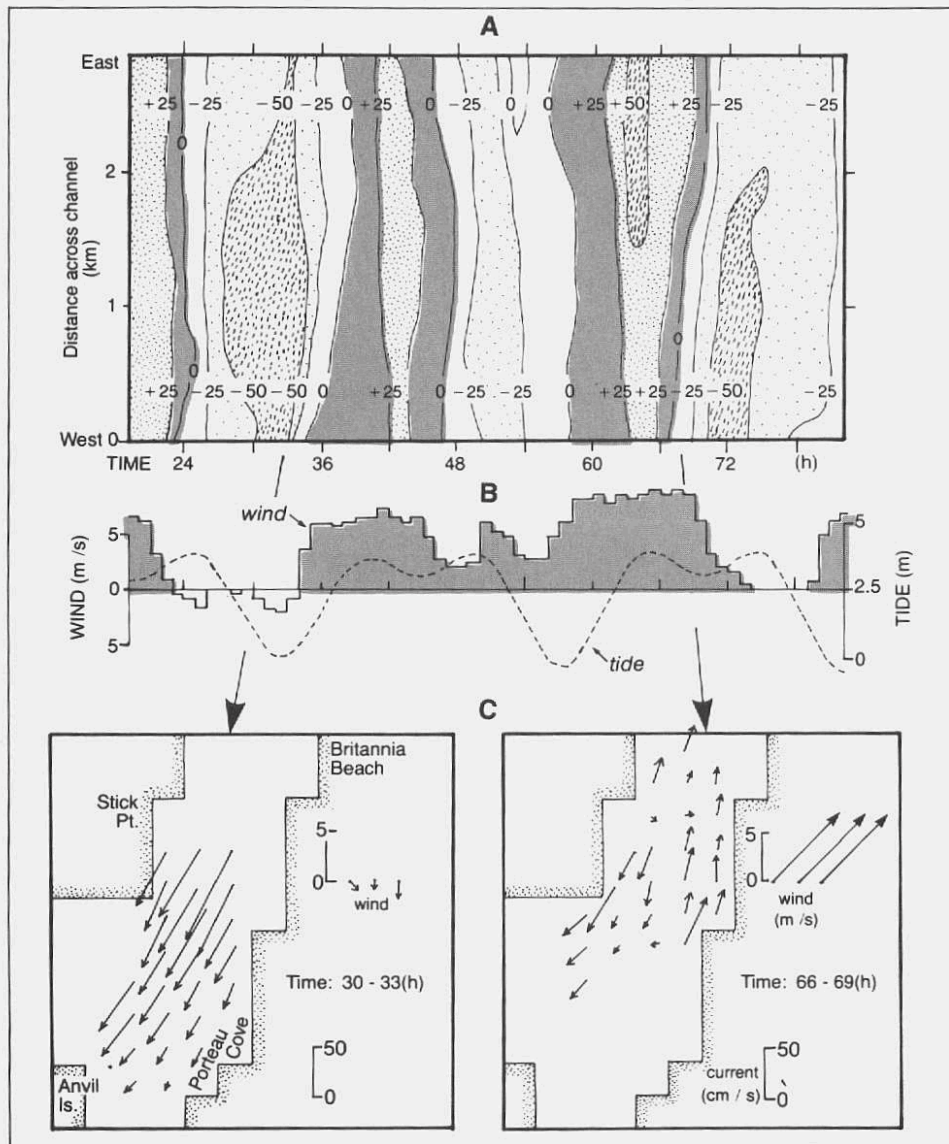 A
East
+25 -25 -50 -25 0 +25 0 -25 0 0 +25 +50 +25 -25 -25
0
2
Distance across channel
(km)
1
0
0
+25 -25 -50 -50 0 +25 0 -25 -25 0 +25 +25 -25 -50 -25
West 0
TIME 24 36 48 60 72 (h)
B
wind
WIND (m /s)
5
0
5
5
2.5
0
TIDE (m)
tide
C
Britannia
Beach
Stick
Pt.
5
0
wind
Time: 30 - 33(h)
Porteau
Cove
50
0
Anvil
Is.
5
0
wind
(m /s)
Time: 66 - 69(h)
50
current
(cm / s)
0